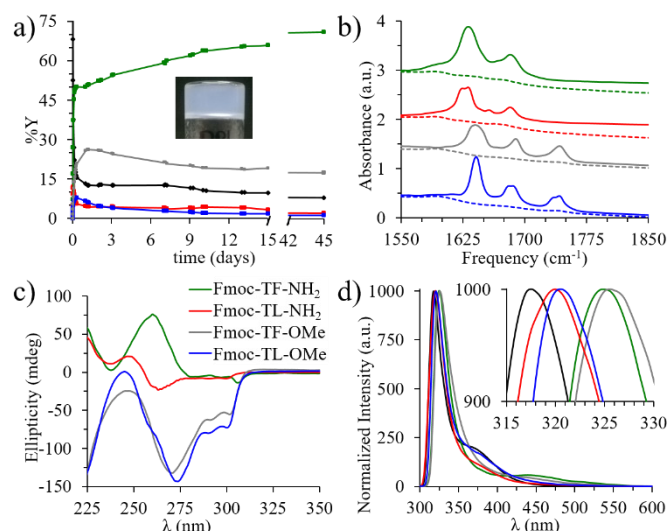 a)
%Y
75
60
45
30
15
0
0 3 6 9 12 15 42 45
time (days)
b)
Absorbance (a.u.)
4
3
2
1
0
1550 1625 1700 1775 1850
Frequency (cm-1)
c)
Ellipticity (mdeg)
100
50
0
-50
-100
-150
225 250 275 300 325 350
λ (nm)
Fmoc-TF-NH2
Fmoc-TL-NH2
Fmoc-TF-OMe
Fmoc-TL-OMe
d)
Normalized Intensity (a.u.)
1000
750
500
250
0
300 350 400 450 500 550 600
λ (nm)
1000
900
315 320 325 330